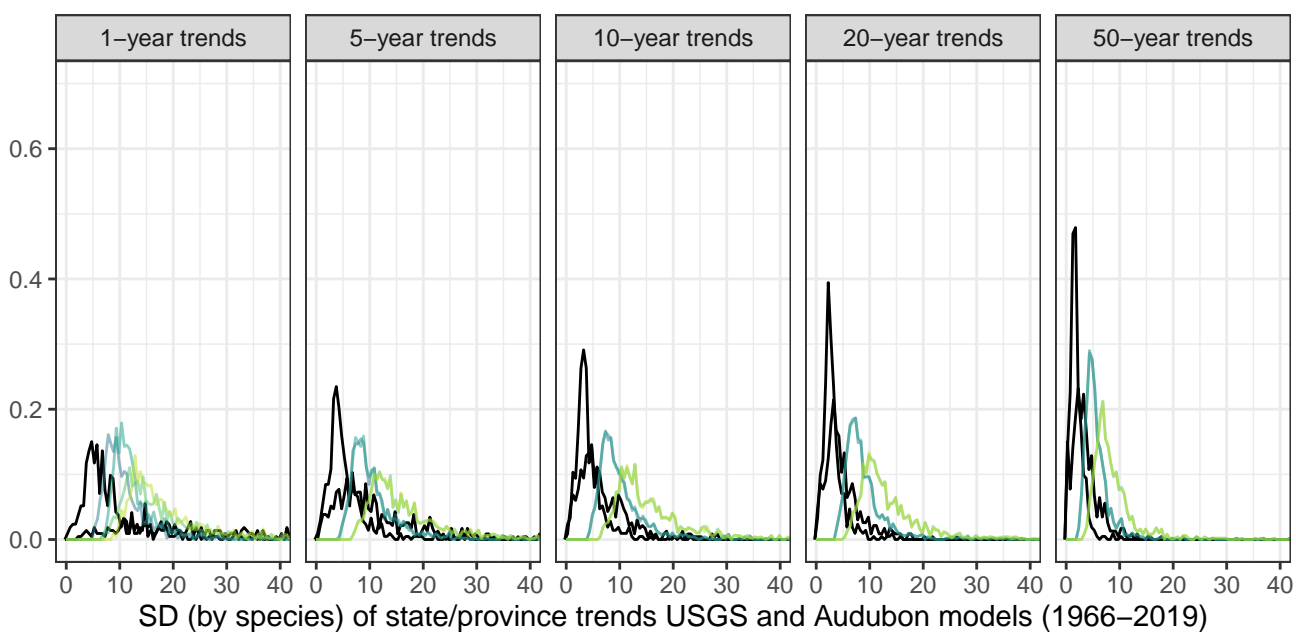 1−year trends 5−year trends 10−year trends 20−year trends 50−year trends
0.6
0.4
0.2
0.0
0 10 20 30 40 0 10 20 30 40 0 10 20 30 40 0 10 20 30 40 0 10 20 30 40
SD (by species) of state/province trends USGS and Audubon models (1966−2019)